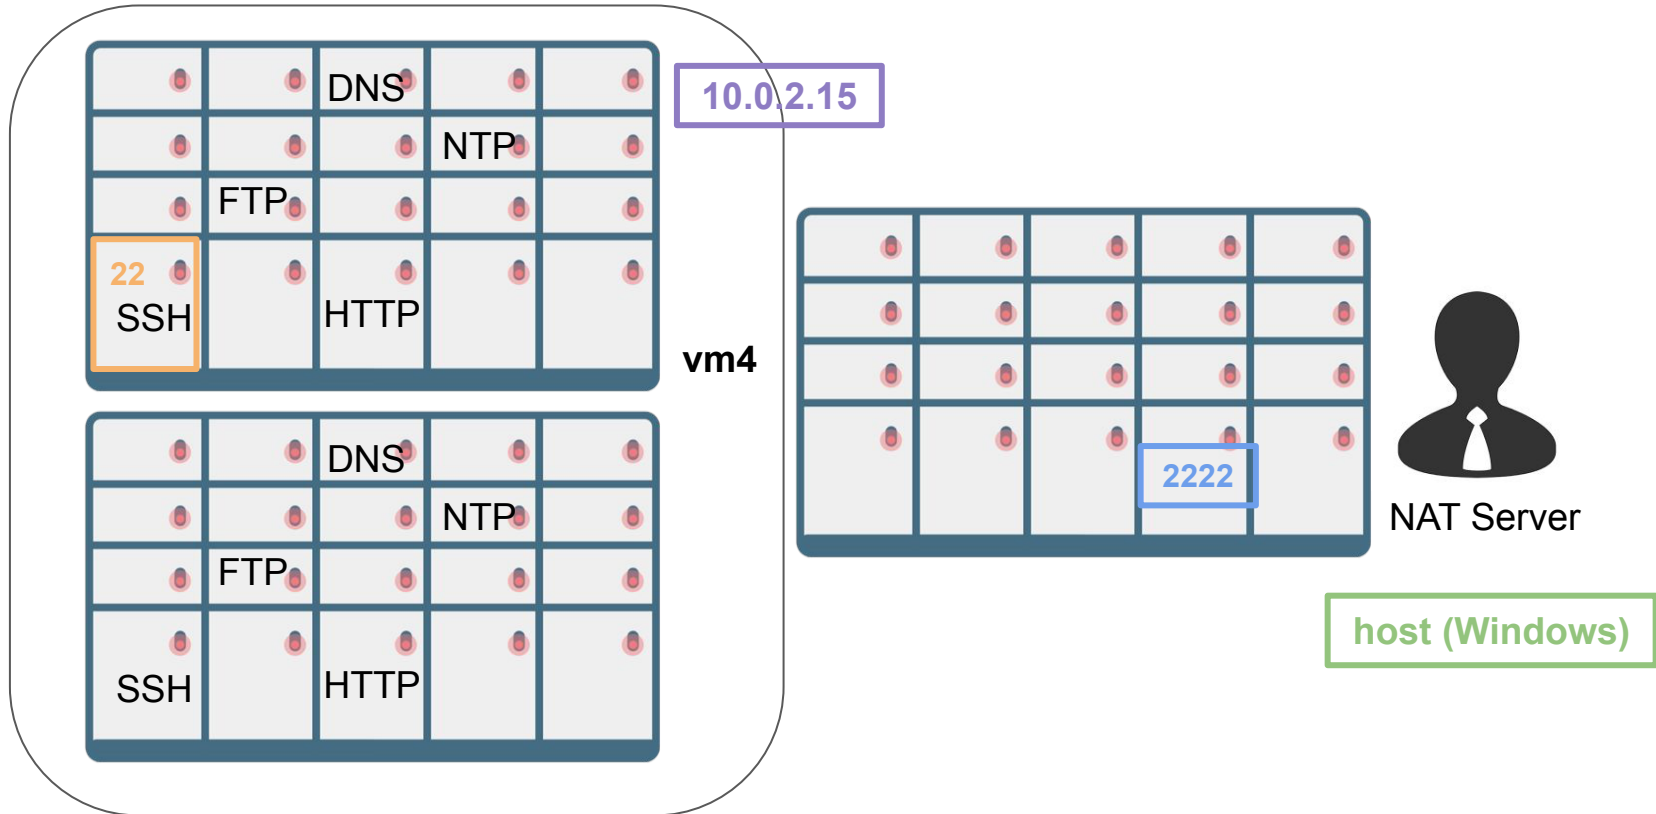 DNS
10.0.2.15
NTP
FTP
22
SSH
HTTP
vm4
DNS
NTP
FTP
SSH
HTTP
2222
NAT Server
host (Windows)